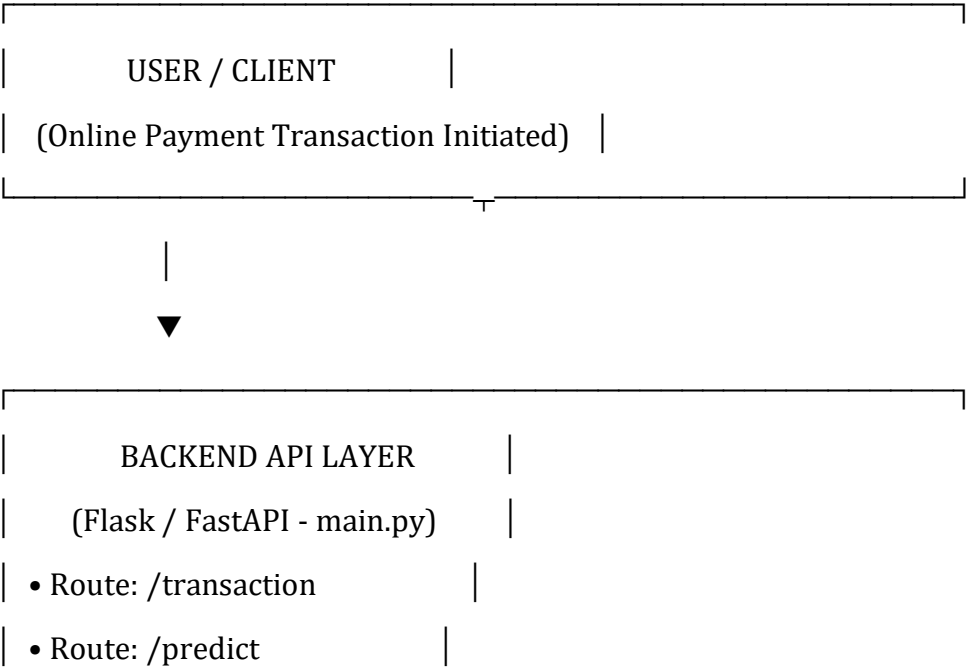 USER / CLIENT
(Online Payment Transaction Initiated)
▼
BACKEND API LAYER
(Flask / FastAPI - main.py)
• Route: /transaction
• Route: /predict